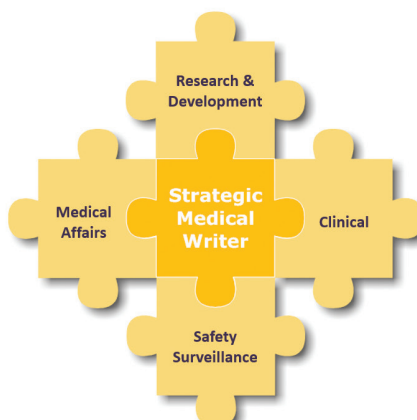 Research &
Development
Medical
Affairs
Strategic
Medical
Writer
Clinical
Safety
Surveillance